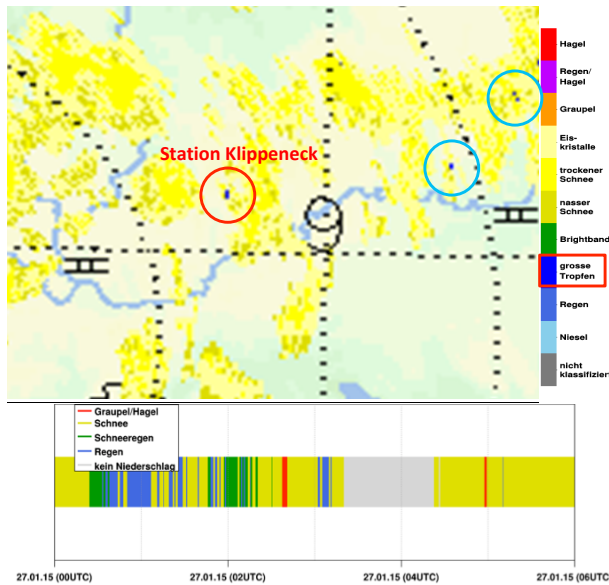 Station Klippeneck
Hagel
Regen/
Hagel
Graupel
Eis-
kristalle
trockener
Schnee
nasser
Schnee
Brightband
grosse
Tropfen
Regen
Niesel
nicht
klassifiziert
Graupel/Hagel
Schnee
Schneeregen
Regen
kein Niederschlag
27.01.15 (00UTC)
27.01.15 (02UTC)
27.01.15 (04UTC)
27.01.15 (06UTC)